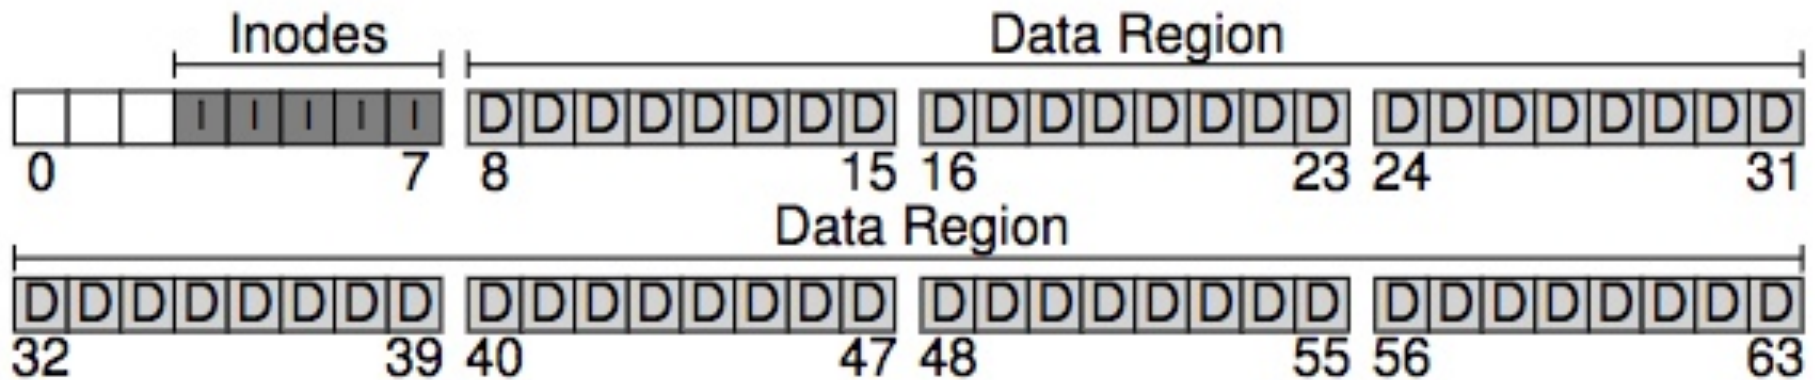 Inodes Data Region
I I I I I D D D D D D D D D D D D D D D D D D D D D D D D
0 7 8 15 16 23 24 31
Data Region
D D D D D D D D D D D D D D D D D D D D D D D D D D D D D D D D
32 39 40 47 48 55 56 63